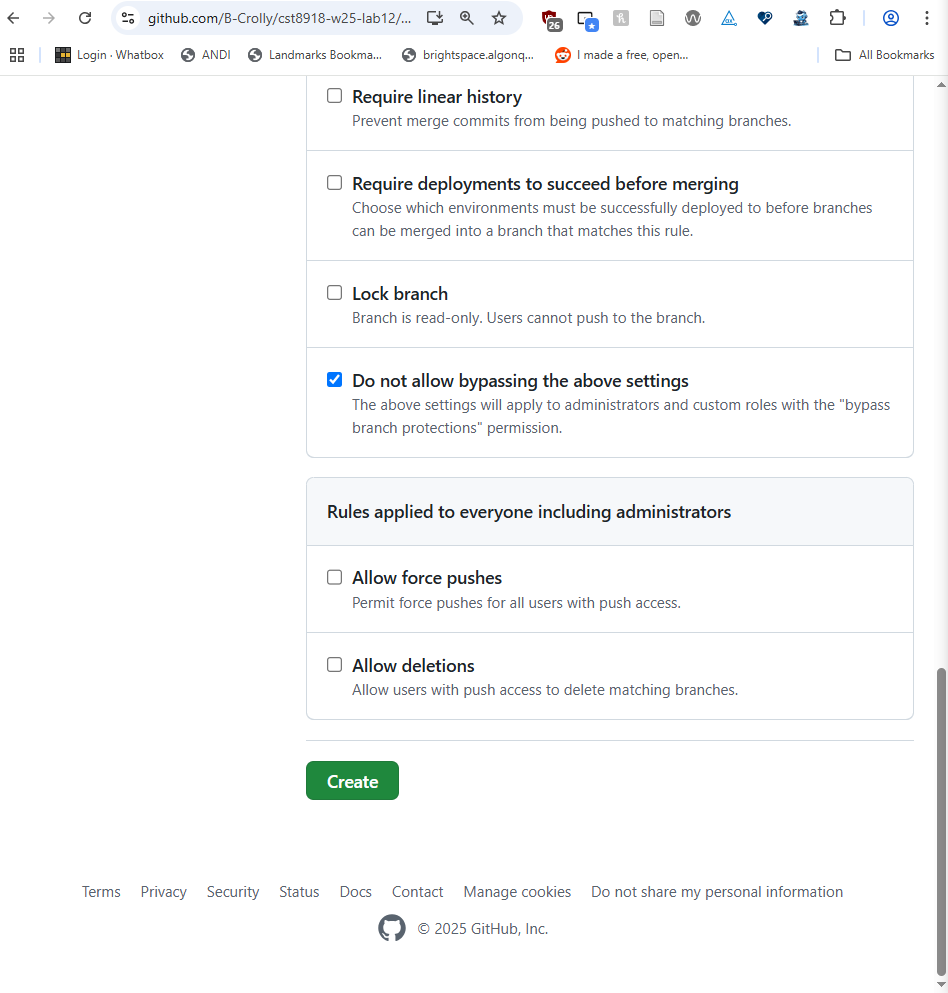 github.com/B-Crolly/cst8918-w25-lab12/...
26
Login · Whatbox
ANDI
Landmarks Bookma...
brightspace.algonq...
I made a free, open...
All Bookmarks
Require linear history
Prevent merge commits from being pushed to matching branches.
Require deployments to succeed before merging
Choose which environments must be successfully deployed to before branches
can be merged into a branch that matches this rule.
Lock branch
Branch is read-only. Users cannot push to the branch.
Do not allow bypassing the above settings
The above settings will apply to administrators and custom roles with the "bypass
branch protections" permission.
Rules applied to everyone including administrators
Allow force pushes
Permit force pushes for all users with push access.
Allow deletions
Allow users with push access to delete matching branches.
Create
Terms Privacy Security Status Docs Contact Manage cookies Do not share my personal information
© 2025 GitHub, Inc.